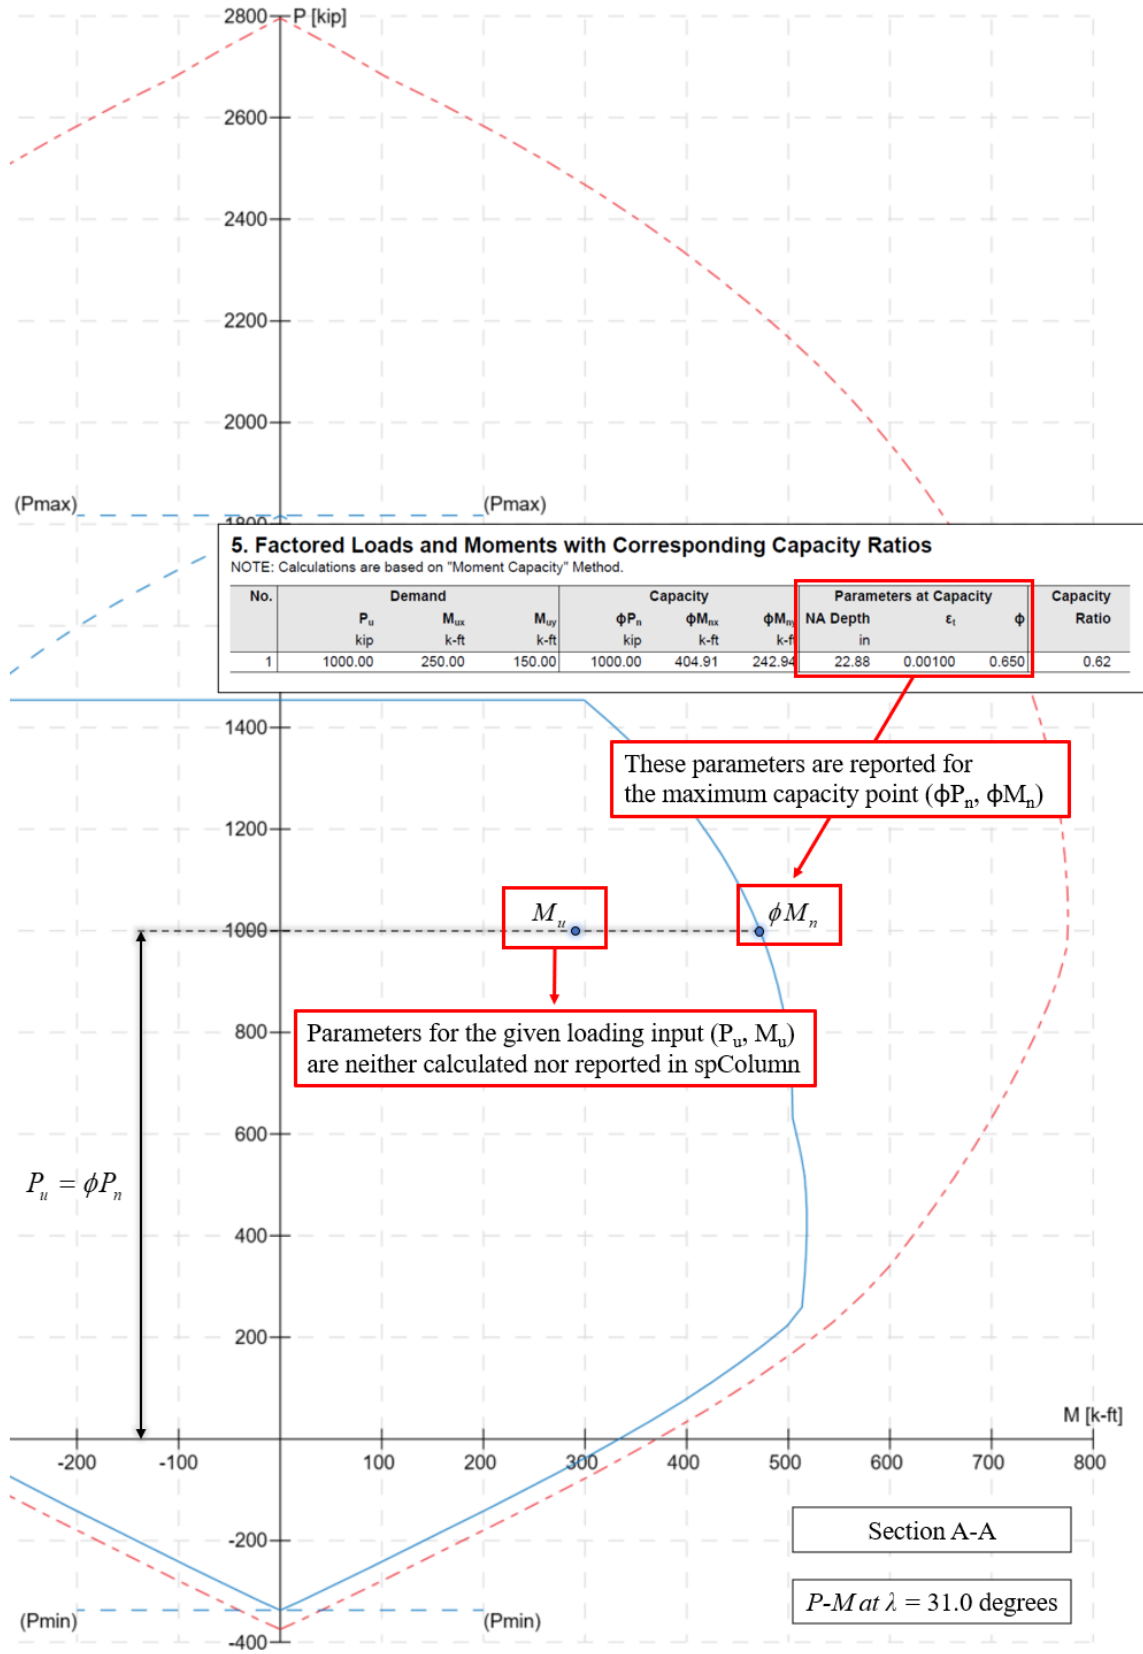 2800
P [kip]
2600
2400
2200
2000
(Pmax)
(Pmax)
1800
5. Factored Loads and Moments with Corresponding Capacity Ratios
NOTE: Calculations are based on "Moment Capacity" Method.
No. Demand Capacity Parameters at Capacity Capacity
Pu Mux Muy ϕPn ϕMnx ϕMny NA Depth εt ϕ Ratio
kip k-ft k-ft kip k-ft k-ft in
1 1000.00 250.00 150.00 1000.00 404.91 242.94 22.88 0.00100 0.650 0.62
1400
These parameters are reported for
the maximum capacity point (ϕPn, ϕMn)
1200
Mu
ϕMn
1000
Parameters for the given loading input (Pu, Mu)
are neither calculated nor reported in spColumn
800
600
Pu = ϕPn
400
200
M [k-ft]
-200 -100 100 200 300 400 500 600 700 800
Section A-A
-200
P-M at λ = 31.0 degrees
(Pmin)
(Pmin)
-400